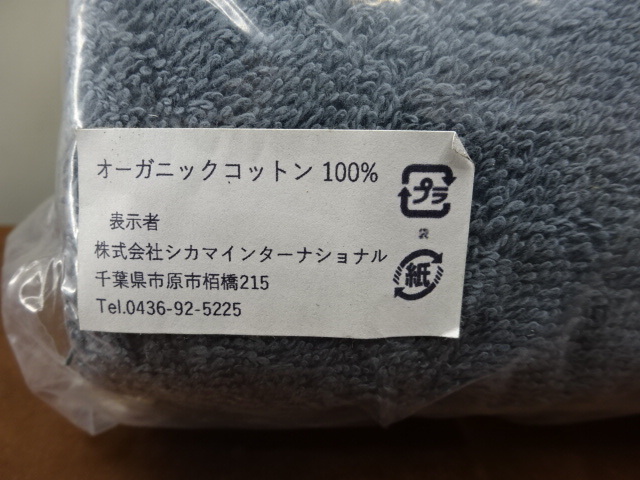 オーガニックコットン 100%
プラ
袋
表示者
株式会社シカマインターナショナル
千葉県市原市栢橋215
Tel.0436-92-5225
紙